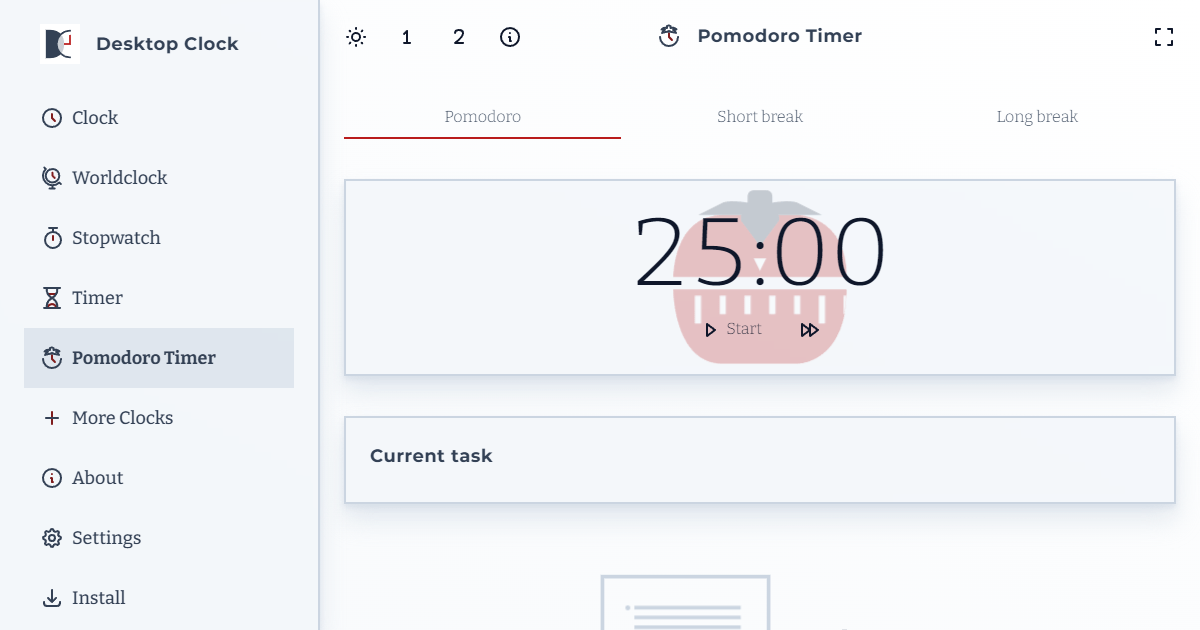 Desktop Clock
Clock
Worldclock
Stopwatch
Timer
Pomodoro Timer
More Clocks
About
Settings
Install
1 2
Pomodoro Timer
Pomodoro Short break Long break
25:00
Start
Current task